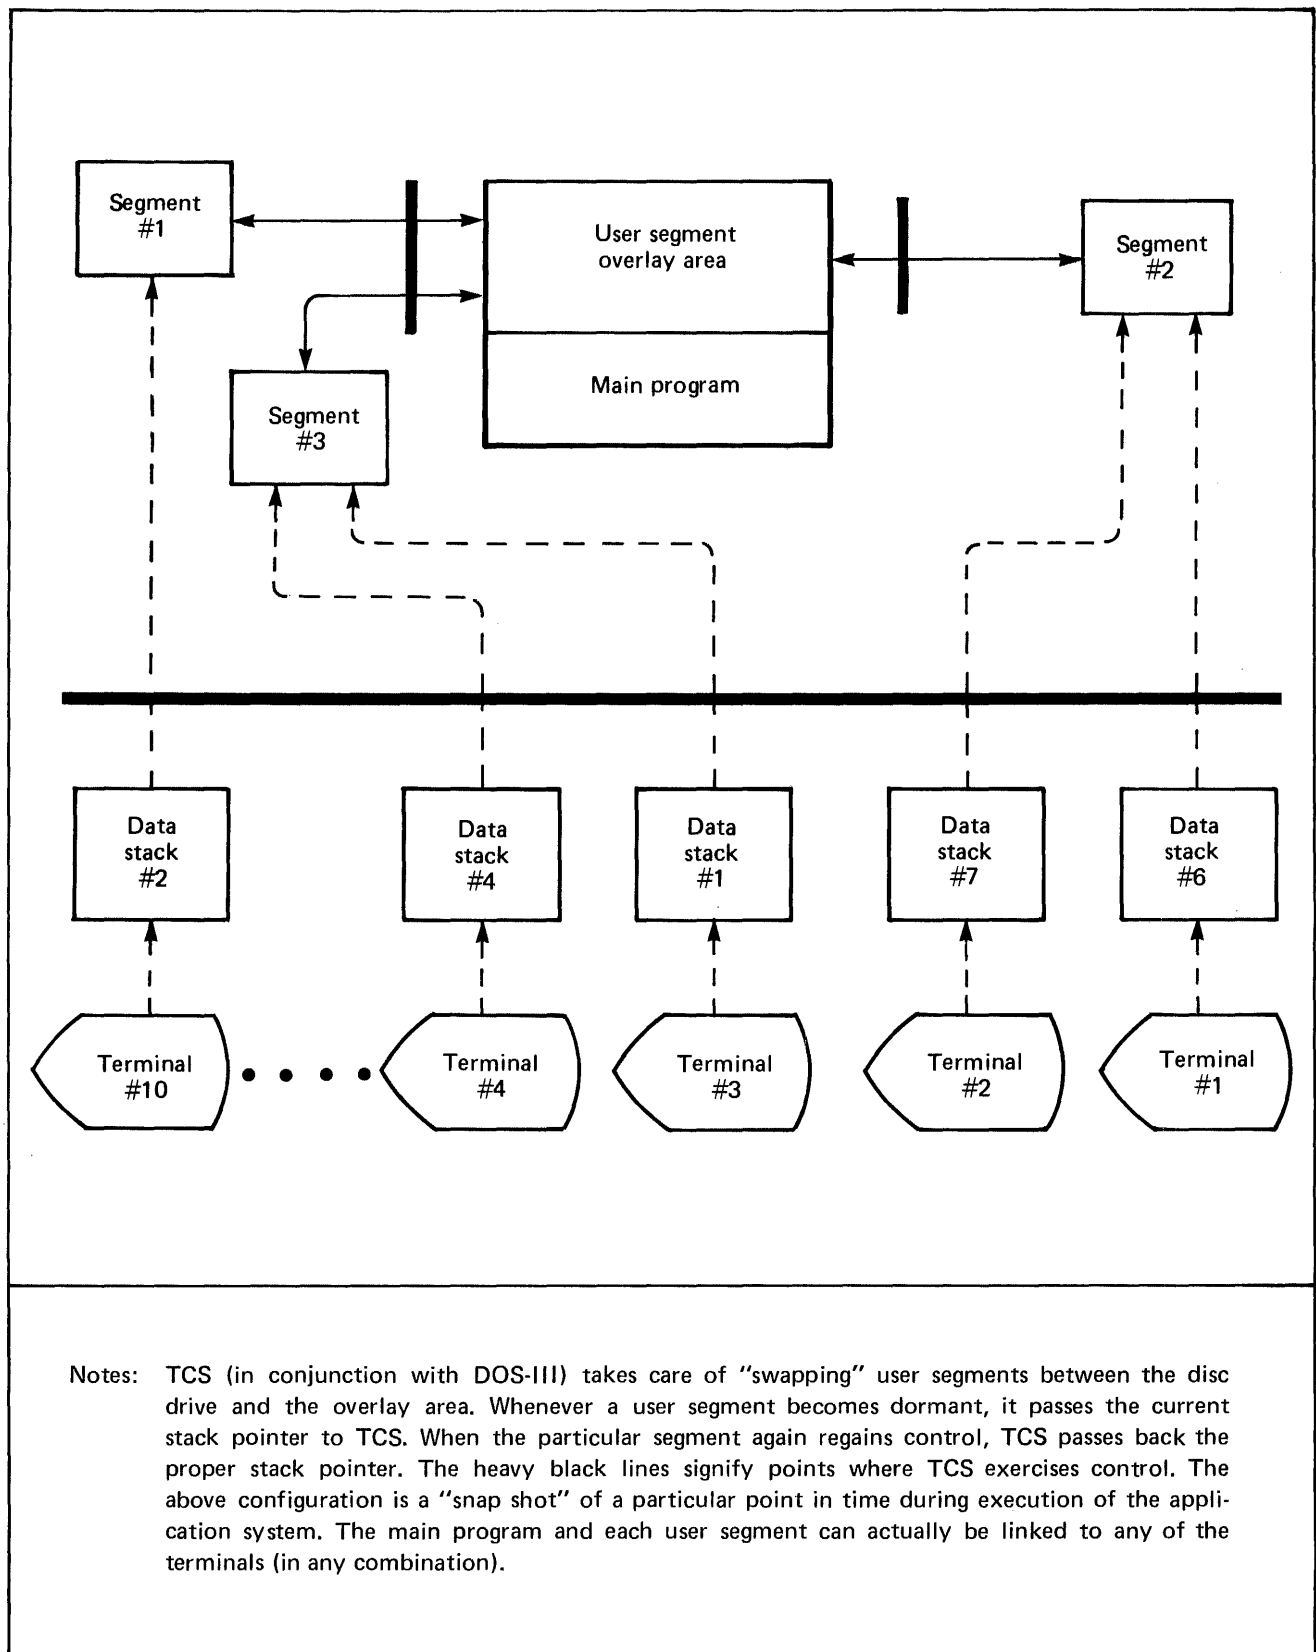 Segment
#1
User segment
overlay area
Segment
#2
Main program
Segment
#3
Data
stack
#2
Data
stack
#4
Data
stack
#1
Data
stack
#7
Data
stack
#6
Terminal
#10
Terminal
#4
Terminal
#3
Terminal
#2
Terminal
#1
Notes: TCS (in conjunction with DOS-III) takes care of "swapping" user segments between the disc
drive and the overlay area. Whenever a user segment becomes dormant, it passes the current
stack pointer to TCS. When the particular segment again regains control, TCS passes back the
proper stack pointer. The heavy black lines signify points where TCS exercises control. The
above configuration is a "snap shot" of a particular point in time during execution of the appli-
cation system. The main program and each user segment can actually be linked to any of the
terminals (in any combination).